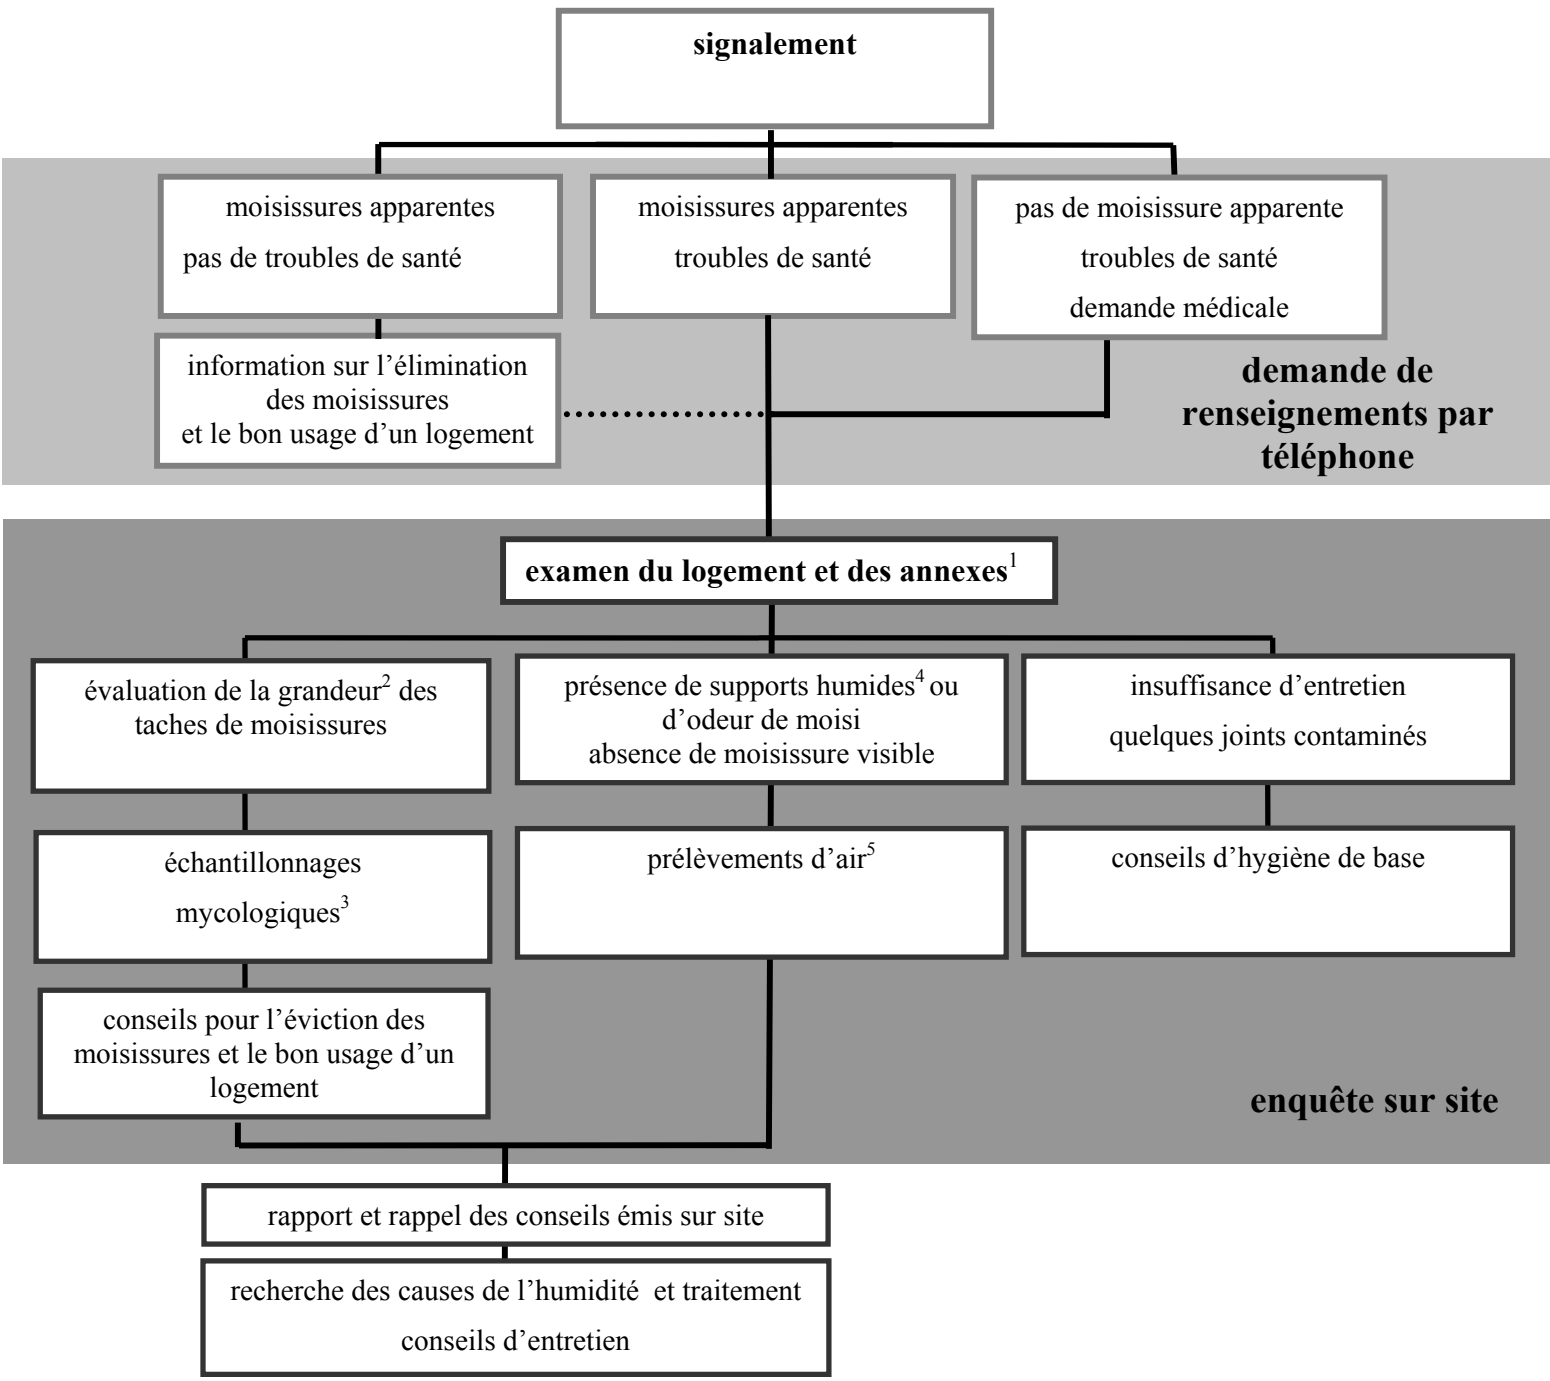 signalement
moisissures apparentes
pas de troubles de santé
moisissures apparentes
troubles de santé
pas de moisissure apparente
troubles de santé
demande médicale
information sur l’élimination
des moisissures
et le bon usage d’un logement
demande de
renseignements par
téléphone
examen du logement et des annexes¹
évaluation de la grandeur² des
taches de moisissures
présence de supports humides⁴ ou
d’odeur de moisi
absence de moisissure visible
insuffisance d’entretien
quelques joints contaminés
échantillonnages
mycologiques³
prélèvements d’air⁵
conseils d’hygiène de base
conseils pour l’éviction des
moisissures et le bon usage d’un
logement
enquête sur site
rapport et rappel des conseils émis sur site
recherche des causes de l’humidité et traitement
conseils d’entretien